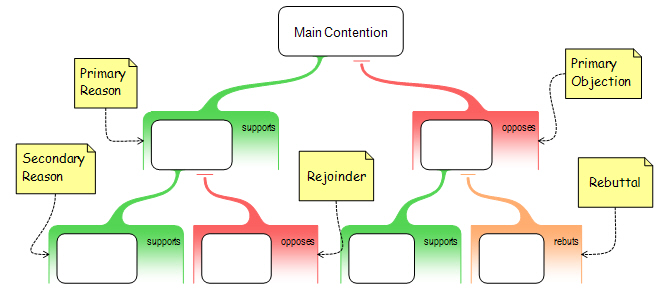 Main Contention
Primary
Reason
Primary
Objection
supports
opposes
Secondary
Reason
Rejoinder
Rebuttal
supports
opposes
supports
rebuts